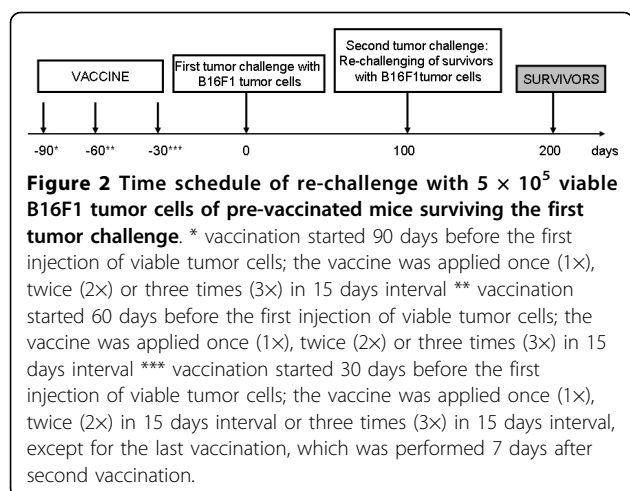 Second tumor challenge:
Re-challenging of survivors
with B16F1tumor cells
First tumor challenge with
B16F1 tumor cells
VACCINE
SURVIVORS
-90* -60** -30*** 0 100 200 days
Figure 2 Time schedule of re-challenge with 5 × 10⁵ viable
B16F1 tumor cells of pre-vaccinated mice surviving the first
tumor challenge. * vaccination started 90 days before the first
injection of viable tumor cells; the vaccine was applied once (1×),
twice (2×) or three times (3×) in 15 days interval ** vaccination
started 60 days before the first injection of viable tumor cells; the
vaccine was applied once (1×), twice (2×) or three times (3×) in 15
days interval *** vaccination started 30 days before the first
injection of viable tumor cells; the vaccine was applied once (1×),
twice (2×) in 15 days interval or three times (3×) in 15 days interval,
except for the last vaccination, which was performed 7 days after
second vaccination.